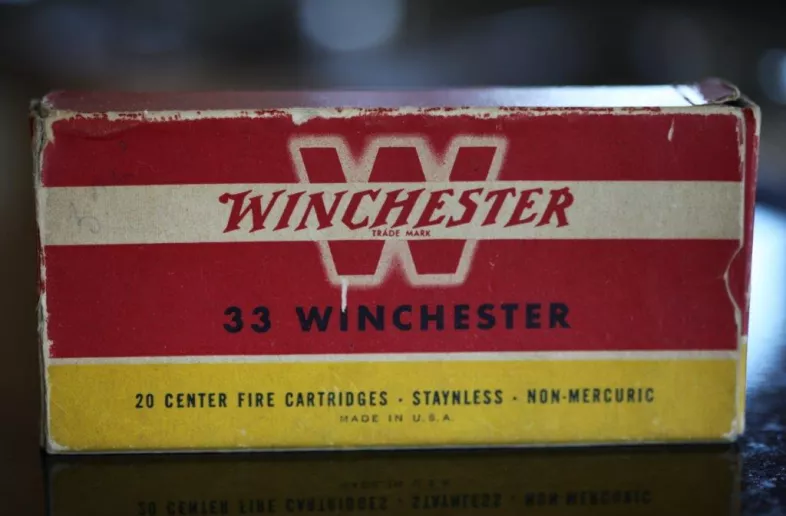 W
WINCHESTER
TRADE MARK
33 WINCHESTER
20 CENTER FIRE CARTRIDGES · STAYNLESS · NON-MERCURIC
MADE IN U.S.A.